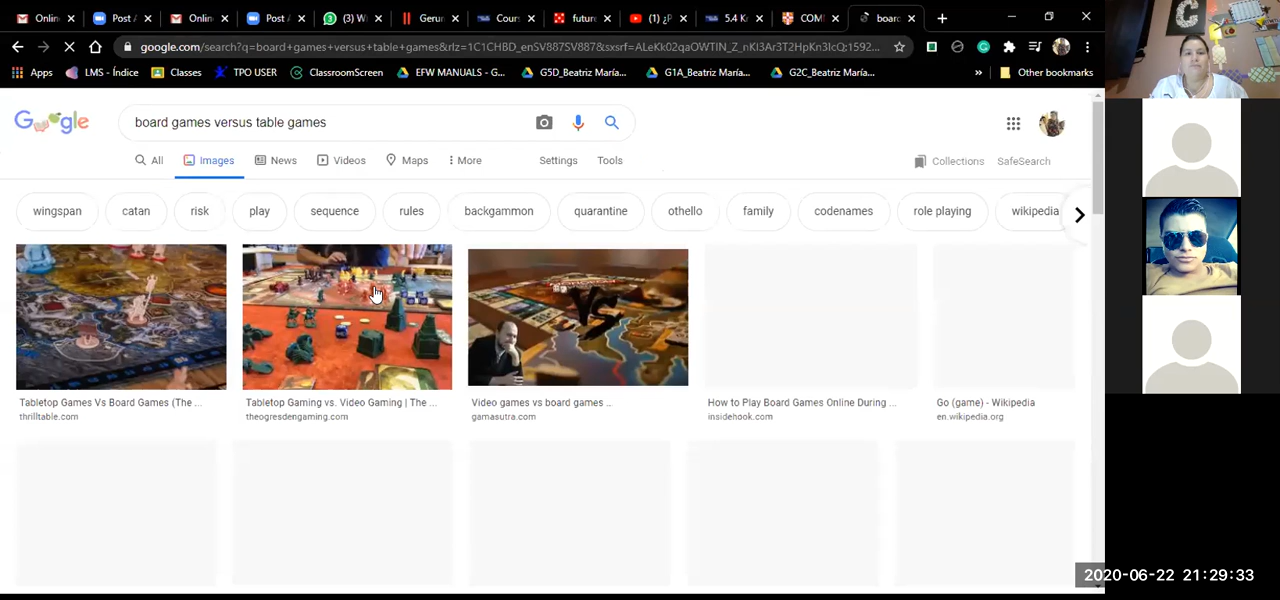 Onlin
Post A
Onlin
Post A
(3) W
Gerun
Cours
future
(1) ¿P
5.4 Kr
COMI
board
google.com/search?q=board+games+versus+table+games&rlz=1C1CHBD_enSV887SV887&sxsrf=ALeKk02qaOWTIN_Z_nKI3Ar3T2HpKn3IcQ:1592...
Apps
LMS - Índice
Classes
TPO USER
ClassroomScreen
EFW MANUALS - G...
G5D_Beatriz María...
G1A_Beatriz María...
G2C_Beatriz María...
»
Other bookmarks
Google
board games versus table games
All
Images
News
Videos
Maps
More
Settings
Tools
Collections
SafeSearch
wingspan
catan
risk
play
sequence
rules
backgammon
quarantine
othello
family
codenames
role playing
wikipedia
Tabletop Games Vs Board Games (The ...
thrilltable.com
Tabletop Gaming vs. Video Gaming | The ...
theogresdengaming.com
Video games vs board games ...
gamasutra.com
How to Play Board Games Online During ...
insidehook.com
Go (game) - Wikipedia
en.wikipedia.org
C
2020-06-22 21:29:33